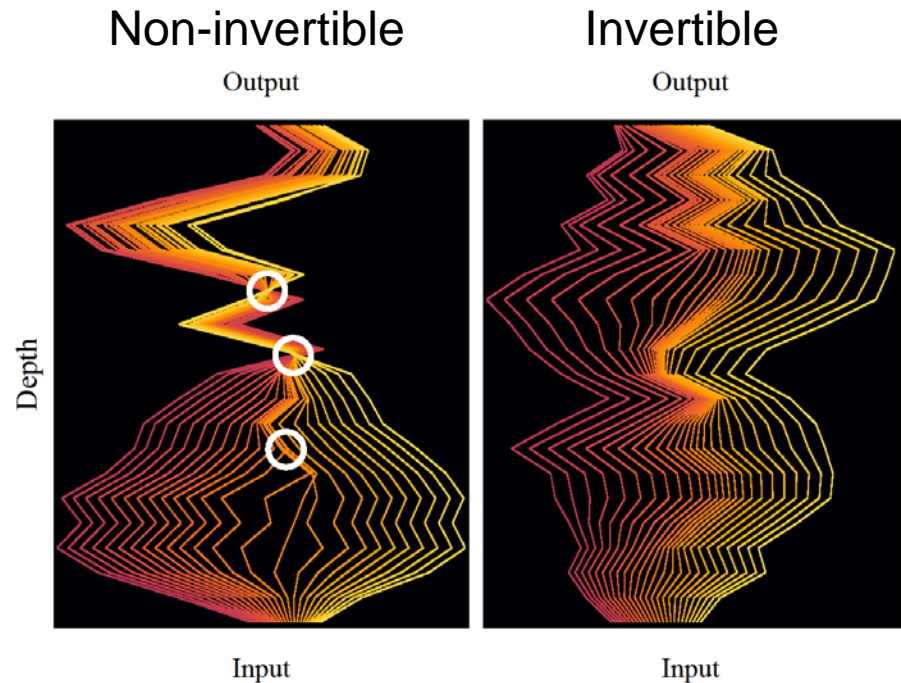 Non-invertible
Invertible
Output
Output
Depth
Input
Input